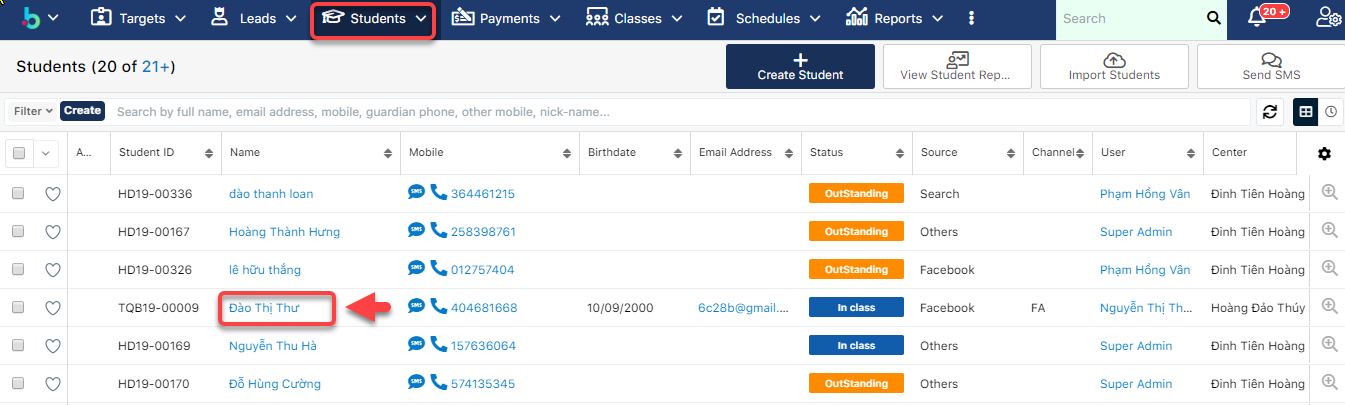 Targets Leads Students Payments Classes Schedules Reports Search 20 +
Students (20 of 21+) Create Student View Student Rep... Import Students Send SMS
Filter Create Search by full name, email address, mobile, guardian phone, other mobile, nick-name...
A... Student ID Name Mobile Birthdate Email Address Status Source Channel User Center
HD19-00336 dào thanh loan SMS 364461215 OutStanding Search Phạm Hồng Vân Đinh Tiên Hoàng
HD19-00167 Hoàng Thành Hưng SMS 258398761 OutStanding Others Super Admin Đinh Tiên Hoàng
HD19-00326 lê hữu thắng SMS 012757404 OutStanding Facebook Phạm Hồng Vân Đinh Tiên Hoàng
TQB19-00009 Đào Thị Thư SMS 404681668 10/09/2000 6c28b@gmail.... In class Facebook FA Nguyễn Thị Th... Hoàng Đảo Thúy
HD19-00169 Nguyễn Thu Hà SMS 157636064 In class Others Super Admin Đinh Tiên Hoàng
HD19-00170 Đỗ Hùng Cường SMS 574135345 OutStanding Others Super Admin Đinh Tiên Hoàng